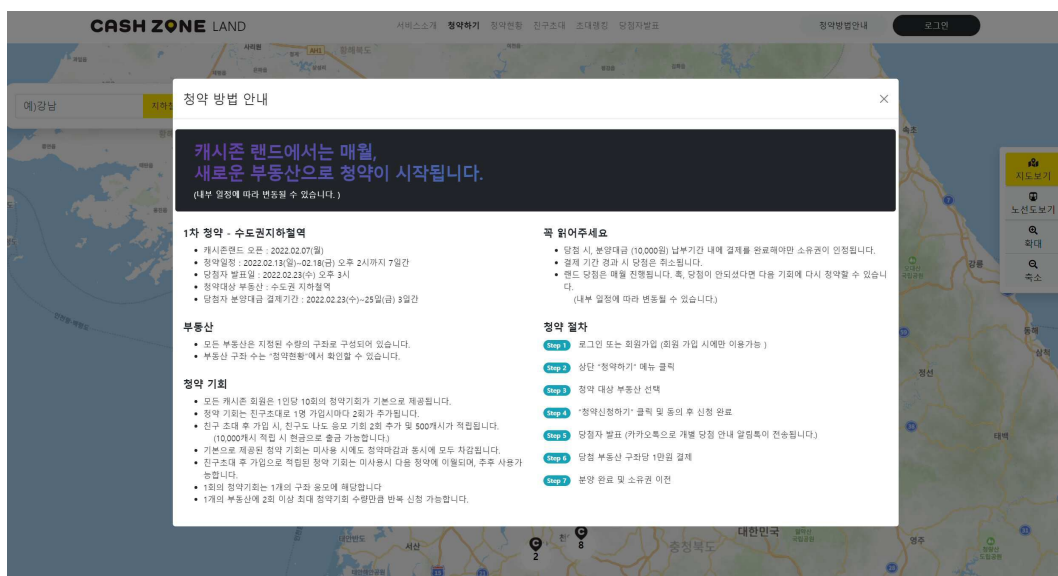 CASH ZONE LAND
서비스소개 청약하기 청약현황 친구초대 초대랭킹 당첨자발표
청약방법안내
로그인
예)강남
청약 방법 안내
캐시존 랜드에서는 매월,
새로운 부동산으로 청약이 시작됩니다.
(내부 일정에 따라 변동될 수 있습니다. )
1차 청약 - 수도권지하철역
캐시존랜드 오픈 : 2022.02.07(월)
청약일정 : 2022.02.13(일)~02.18(금) 오후 2시까지 7일간
당첨자 발표일 : 2022.02.23(수) 오후 3시
청약대상 부동산 : 수도권 지하철역
당첨자 분양대금 결제기간 : 2022.02.23(수)~25일(금) 3일간
부동산
모든 부동산은 지정된 수량의 구좌로 구성되어 있습니다.
부동산 구좌 수는 "청약현황"에서 확인할 수 있습니다.
청약 기회
모든 캐시존 회원은 1인당 10회의 청약기회가 기본으로 제공됩니다.
청약 기회는 친구초대로 1명 가입시마다 2회가 추가됩니다.
친구 초대 후 가입 시, 친구도 나도 응모 기회 2회 추가 및 500캐시가 적립됩니다.
(10,000캐시 적립 시 현금으로 출금 가능합니다.)
기본으로 제공된 청약 기회는 미사용 시에도 청약마감과 동시에 모두 차감됩니다.
친구초대 후 가입으로 적립된 청약 기회는 미사용시 다음 청약에 이월되며, 추후 사용가
능합니다.
1회의 청약기회는 1개의 구좌 응모에 해당합니다
1개의 부동산에 2회 이상 최대 청약기회 수량만큼 반복 신청 가능합니다.
꼭 읽어주세요
당첨 시, 분양대금 (10,000원) 납부기간 내에 결제를 완료해야만 소유권이 인정됩니다.
결제 기간 경과 시 당첨은 취소됩니다.
랜드 당첨은 매월 진행됩니다. 혹, 당첨이 안되셨다면 다음 기회에 다시 청약할 수 있습니
다.
(내부 일정에 따라 변동될 수 있습니다.)
청약 절차
Step 1 로그인 또는 회원가입 (회원 가입 시에만 이용가능 )
Step 2 상단 "청약하기" 메뉴 클릭
Step 3 청약 대상 부동산 선택
Step 4 "청약신청하기" 클릭 및 동의 후 신청 완료
Step 5 당첨자 발표 (카카오톡으로 개별 당첨 안내 알림톡이 전송됩니다.)
Step 6 당첨 부동산 구좌당 1만원 결제
Step 7 분양 완료 및 소유권 이전
지도보기
노선도보기
확대
축소
사리원
AH1
황해북도
속초
강릉
동해
삼척
정선
태백
영주
대한민국
충청북도
서산
2
8